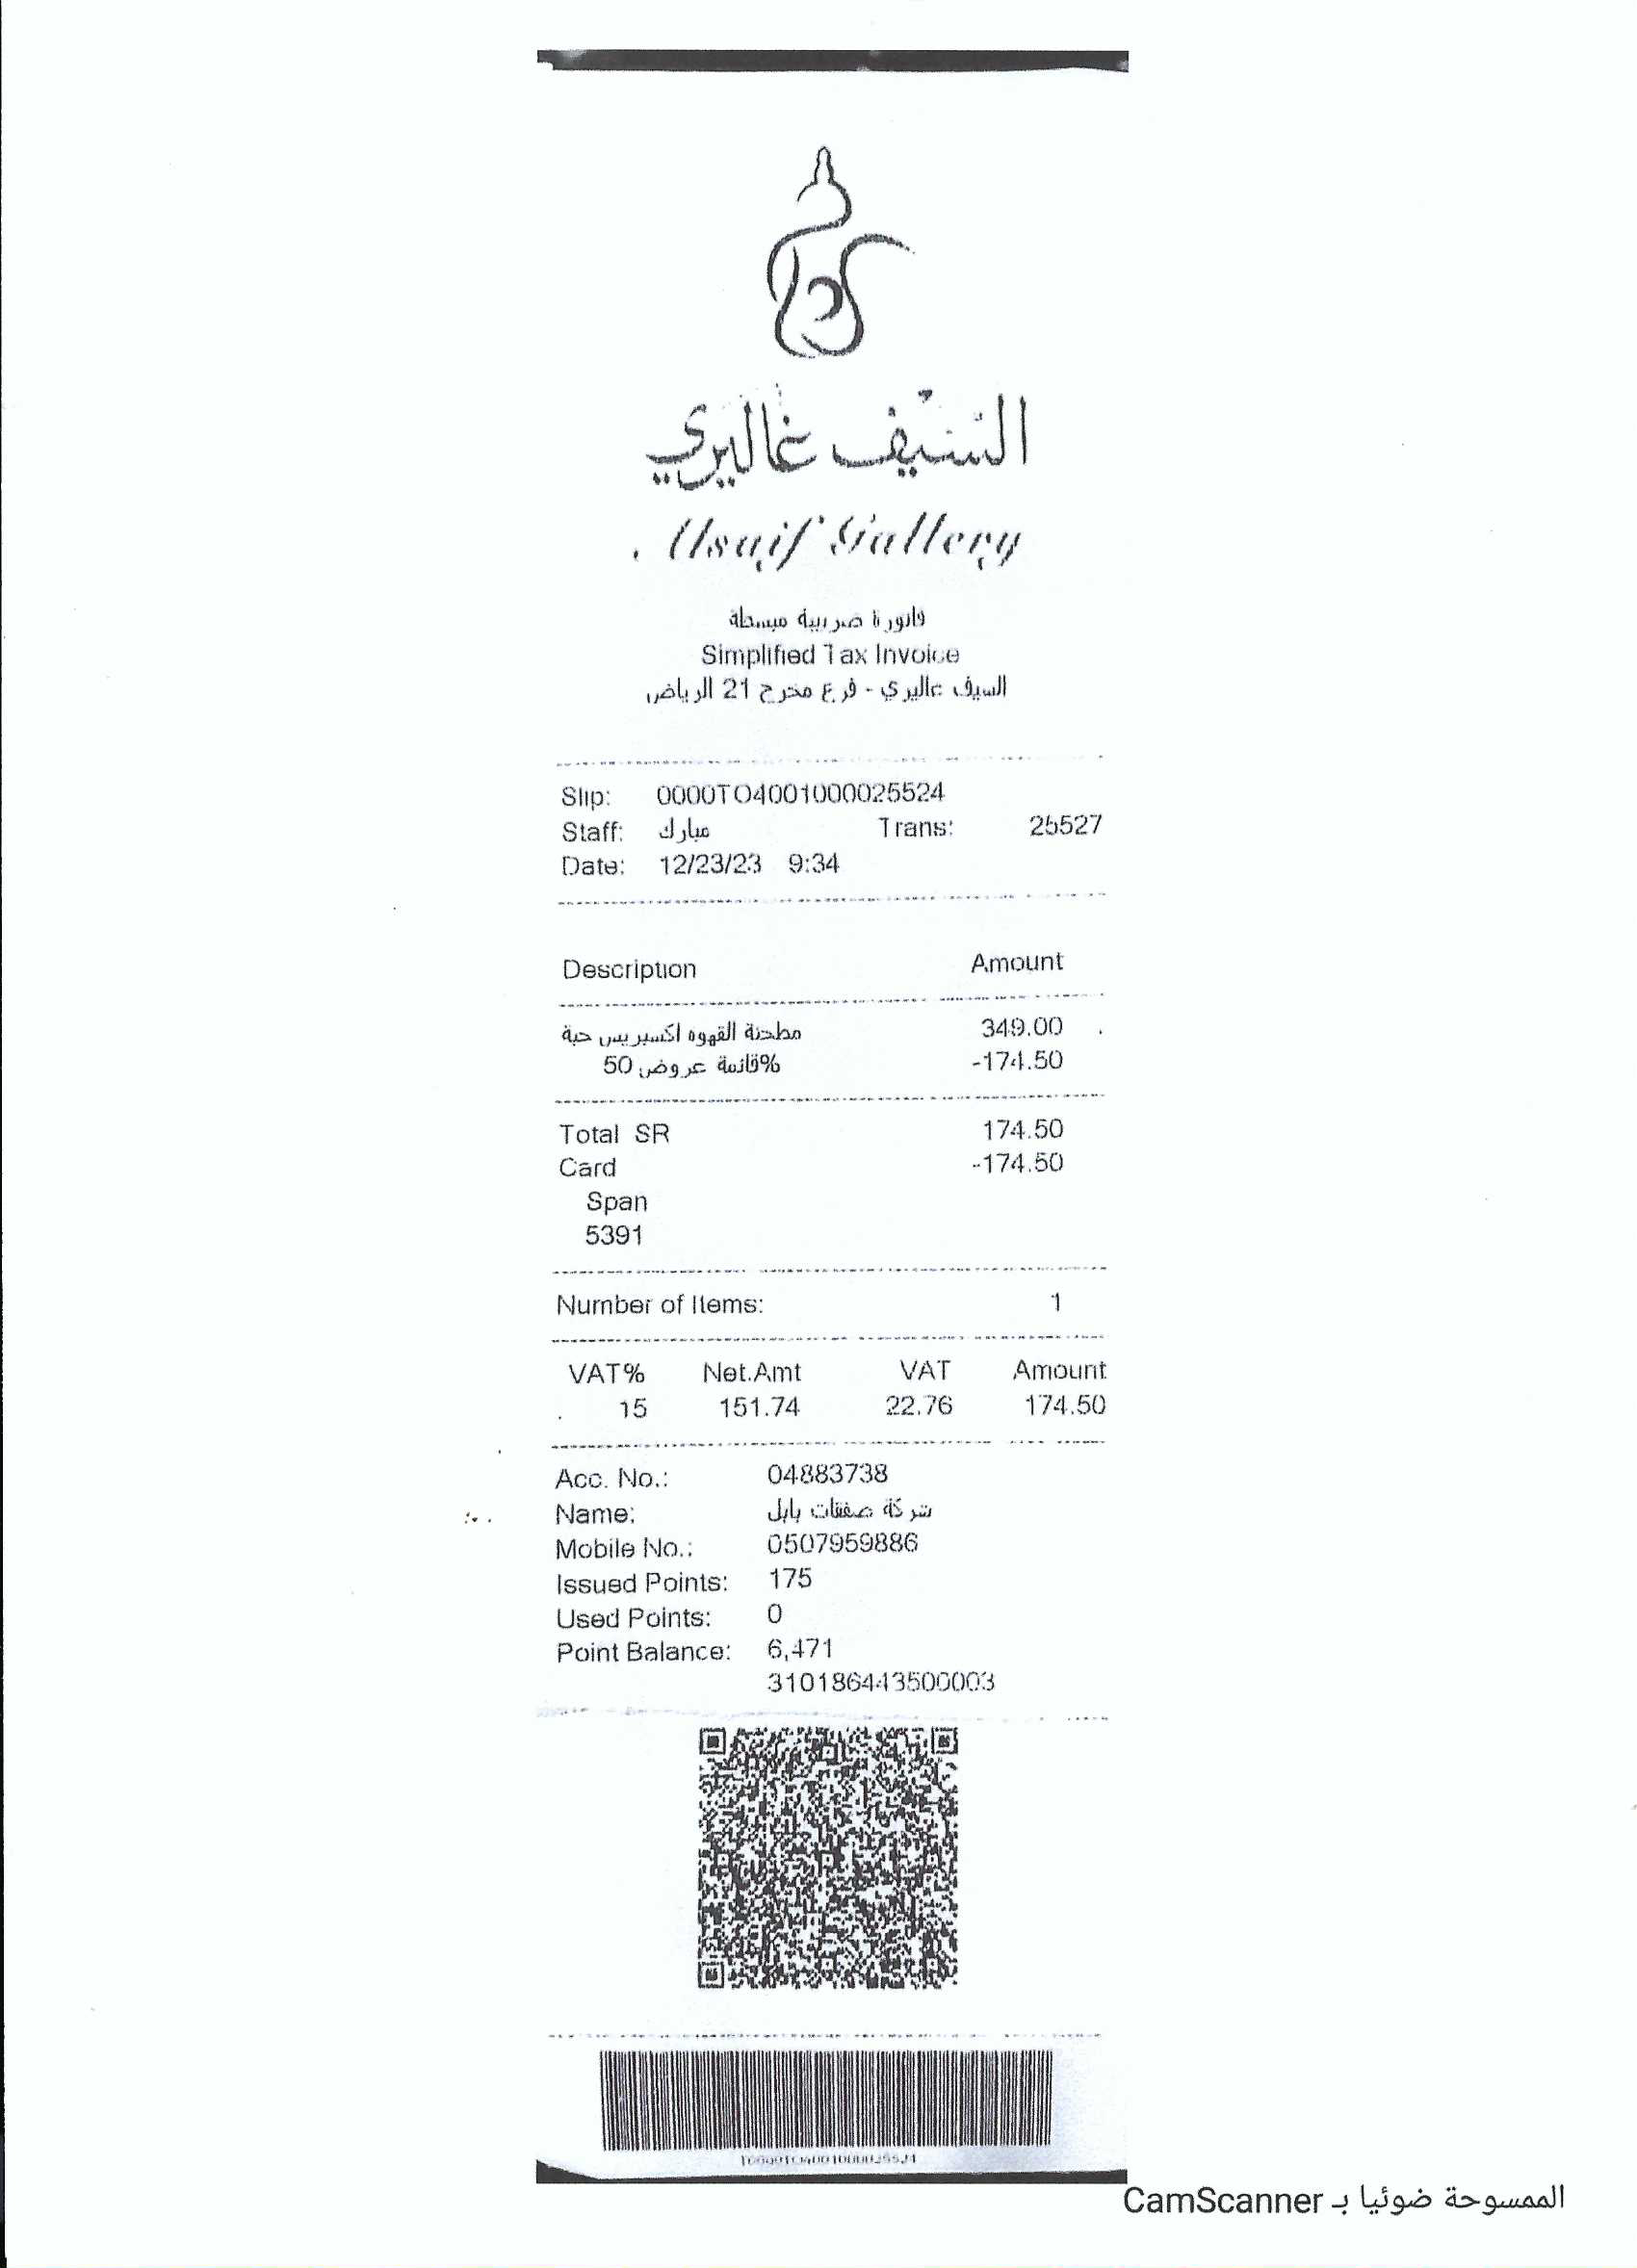 السيف غاليري
Alsaif Gallery
فاتورة ضريبية مبسطة
Simplified Tax Invoice
السيف غاليري - فرع مخرج 21 الرياض
Slip: 0000TO4001000025524
Staff: مبارك Trans: 25527
Date: 12/23/23 9:34
Description Amount
مطحنة القهوه اكسبريس حبة 349.00
%قائمة عروض 50 -174.50
Total SR 174.50
Card -174.50
Span
5391
Number of Items: 1
VAT% Net.Amt VAT Amount
15 151.74 22.76 174.50
Acc. No.: 04883738
Name: شركة صفقات بابل
Mobile No.: 0507959886
Issued Points: 175
Used Points: 0
Point Balance: 6,471
310186443500003
الممسوحة ضوئيا بـ CamScanner